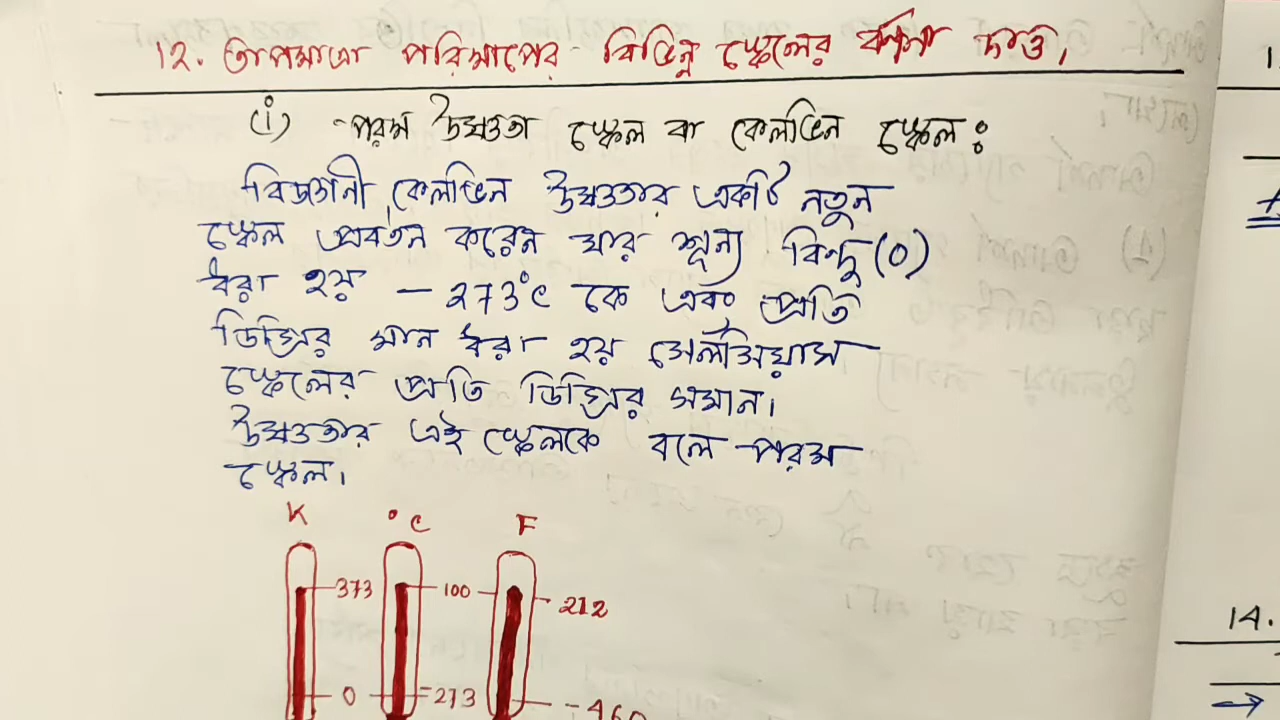 12. তাপমাত্রা পরিমাপের বিভিন্ন স্কেলের বর্ণনা দাও।
(i) পরম উষ্ণতা স্কেল বা কেলভিন স্কেল:
বিজ্ঞানী কেলভিন উষ্ণতার একটি নতুন
স্কেল প্রবর্তন করেন যার শূন্য বিন্দু (0)
ধরা হয় -273°C কে এবং প্রতি
ডিগ্রির মান ধরা হয় সেলসিয়াস
স্কেলের প্রতি ডিগ্রির সমান।
উষ্ণতার এই স্কেলকে বলে পরম
স্কেল।
K °C F
373 100 212
0 -273 -460
14.